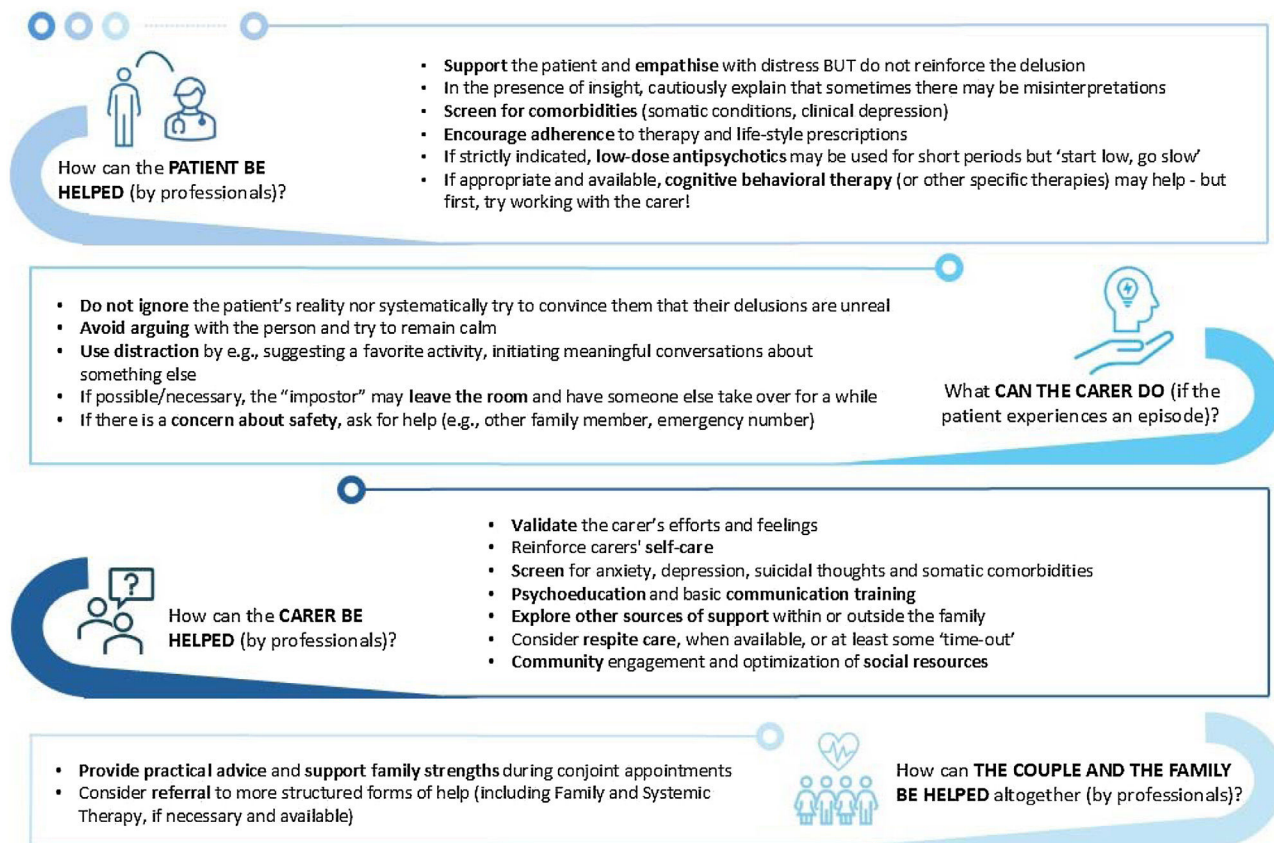 How can the PATIENT BE
HELPED (by professionals)?
• Support the patient and empathise with distress BUT do not reinforce the delusion
• In the presence of insight, cautiously explain that sometimes there may be misinterpretations
• Screen for comorbidities (somatic conditions, clinical depression)
• Encourage adherence to therapy and life-style prescriptions
• If strictly indicated, low-dose antipsychotics may be used for short periods but ‘start low, go slow’
• If appropriate and available, cognitive behavioral therapy (or other specific therapies) may help - but
first, try working with the carer!
• Do not ignore the patient’s reality nor systematically try to convince them that their delusions are unreal
• Avoid arguing with the person and try to remain calm
• Use distraction by e.g., suggesting a favorite activity, initiating meaningful conversations about
something else
• If possible/necessary, the “impostor” may leave the room and have someone else take over for a while
• If there is a concern about safety, ask for help (e.g., other family member, emergency number)
What CAN THE CARER DO (if the
patient experiences an episode)?
?
How can the CARER BE
HELPED (by professionals)?
• Validate the carer’s efforts and feelings
• Reinforce carers' self-care
• Screen for anxiety, depression, suicidal thoughts and somatic comorbidities
• Psychoeducation and basic communication training
• Explore other sources of support within or outside the family
• Consider respite care, when available, or at least some ‘time-out’
• Community engagement and optimization of social resources
• Provide practical advice and support family strengths during conjoint appointments
• Consider referral to more structured forms of help (including Family and Systemic
Therapy, if necessary and available)
How can THE COUPLE AND THE FAMILY
BE HELPED altogether (by professionals)?